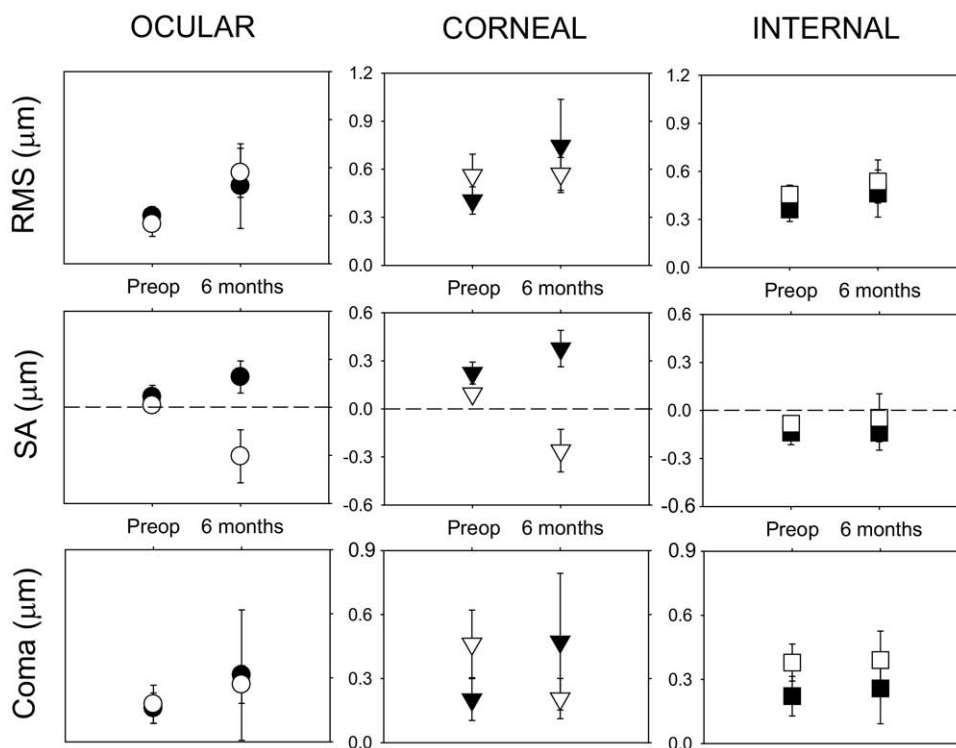 OCULAR CORNEAL INTERNAL
RMS (μm)
1.2 1.2
0.9 0.9
0.6 0.6
0.3 0.3
0.0 0.0
Preop 6 months Preop 6 months Preop 6 months
SA (μm)
0.6 0.6
0.3 0.3
0.0 0.0
-0.3 -0.3
-0.6 -0.6
Preop 6 months Preop 6 months Preop 6 months
Coma (μm)
0.9 0.9
0.6 0.6
0.3 0.3
0.0 0.0